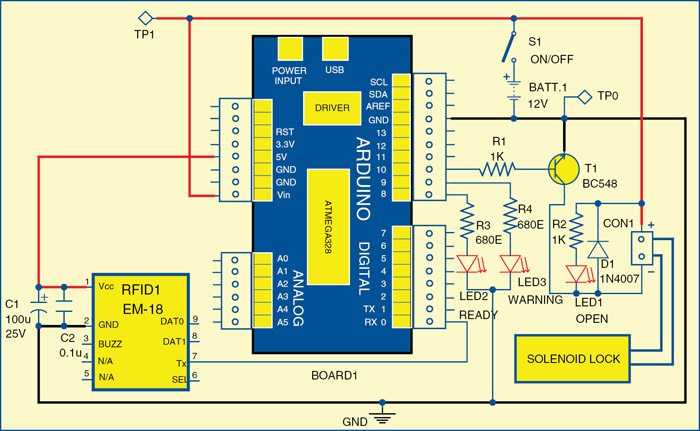 TP1
S1
ON/OFF
BATT.1
12V
TP0
POWER
INPUT
USB
DRIVER
ATMEGA328
ARDUINO
RST
3.3V
5V
GND
GND
Vin
SCL
SDA
AREF
GND
13
12
11
10
9
8
ANALOG
A0
A1
A2
A3
A4
A5
DIGITAL
7
6
5
4
3
2
TX 1
RX 0
BOARD1
R1
1K
T1
BC548
R3
680E
R4
680E
R2
1K
CON1
+
–
D1
1N4007
LED2
READY
LED3
WARNING
LED1
OPEN
SOLENOID LOCK
C1
100u
25V
+
C2
0.1u
RFID1
EM-18
1 Vcc
2 GND
3 BUZZ
4 N/A
5 N/A
DAT0 9
DAT1 8
Tx 7
SEL 6
GND
+
–